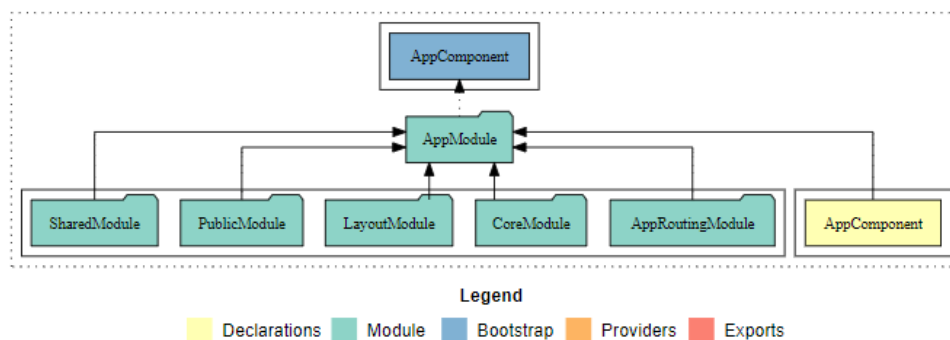 AppComponent
AppModule
SharedModule PublicModule LayoutModule CoreModule AppRoutingModule AppComponent
Legend
Declarations Module Bootstrap Providers Exports